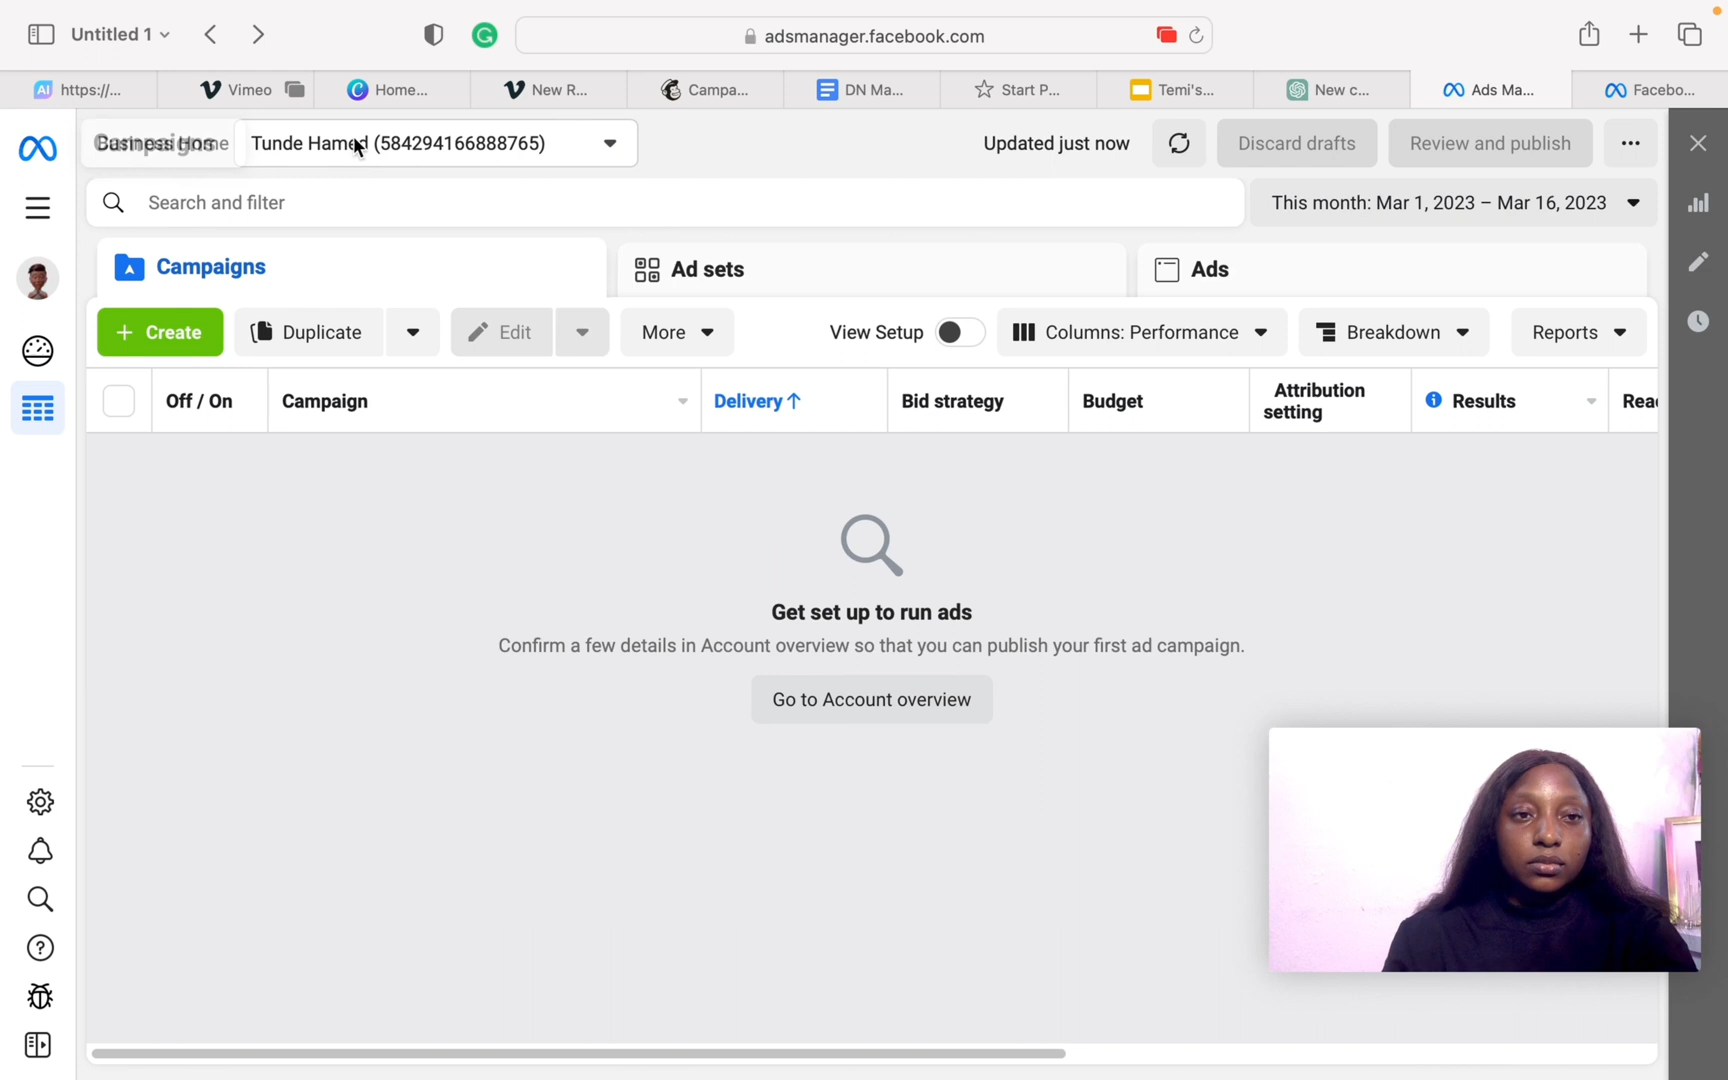 Untitled 1
adsmanager.facebook.com
https://...
Vimeo
Home...
New R...
Campa...
DN Ma...
Start P...
Temi's...
New c...
Ads Ma...
Facebo...
Campaigns
Business Home
Tunde Hamed (584294166888765)
Updated just now
Discard drafts
Review and publish
Search and filter
This month: Mar 1, 2023 – Mar 16, 2023
Campaigns
Ad sets
Ads
+ Create
Duplicate
Edit
More
View Setup
Columns: Performance
Breakdown
Reports
Off / On
Campaign
Delivery ↑
Bid strategy
Budget
Attribution
setting
Results
Reac
Get set up to run ads
Confirm a few details in Account overview so that you can publish your first ad campaign.
Go to Account overview